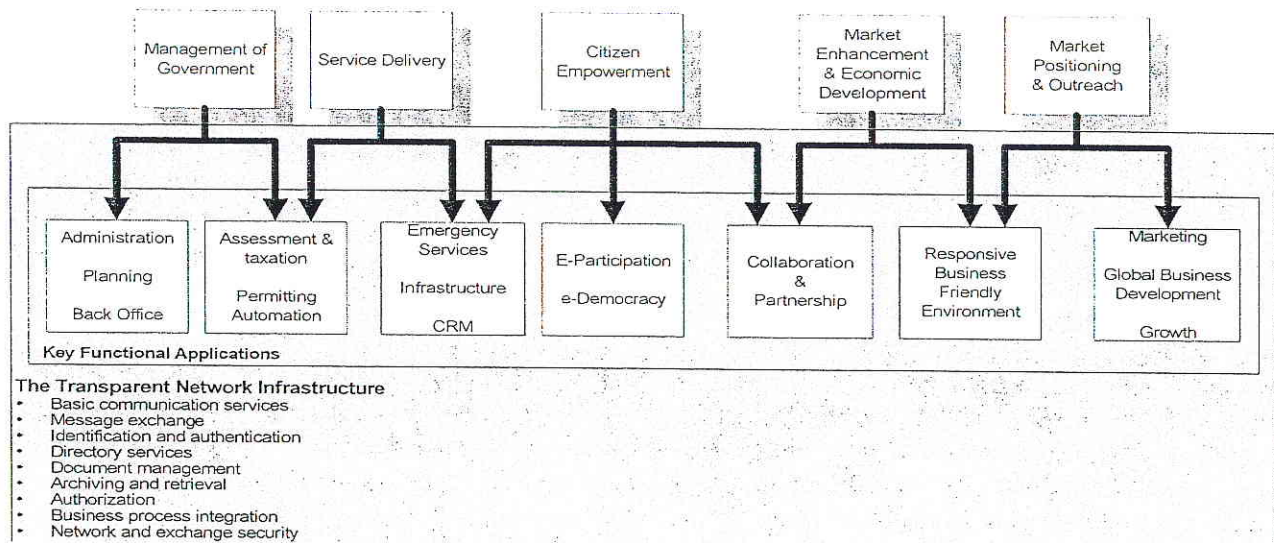 Management of
Government
Service Delivery
Citizen
Empowerment
Market
Enhancement
& Economic
Development
Market
Positioning
& Outreach
Administration
Planning
Back Office
Assessment &
taxation
Permitting
Automation
Emergency
Services
Infrastructure
CRM
E-Participation
e-Democracy
Collaboration
&
Partnership
Responsive
Business
Friendly
Environment
Marketing
Global Business
Development
Growth
Key Functional Applications
The Transparent Network Infrastructure
• Basic communication services
• Message exchange
• Identification and authentication
• Directory services
• Document management
• Archiving and retrieval
• Authorization
• Business process integration
• Network and exchange security